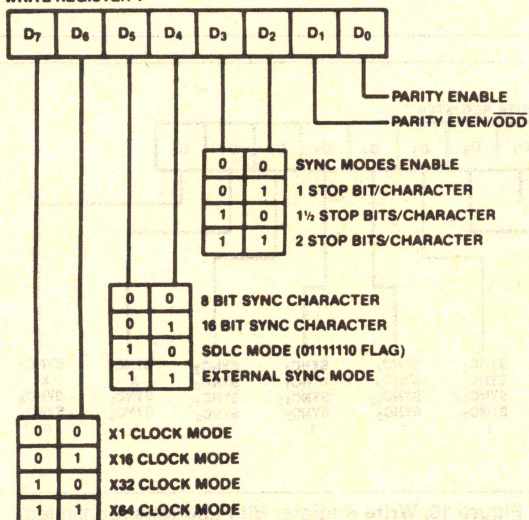 D7 D6 D5 D4 D3 D2 D1 D0
PARITY ENABLE
PARITY EVEN/ODD
0 0 SYNC MODES ENABLE
0 1 1 STOP BIT/CHARACTER
1 0 1½ STOP BITS/CHARACTER
1 1 2 STOP BITS/CHARACTER
0 0 8 BIT SYNC CHARACTER
0 1 16 BIT SYNC CHARACTER
1 0 SDLC MODE (01111110 FLAG)
1 1 EXTERNAL SYNC MODE
0 0 X1 CLOCK MODE
0 1 X16 CLOCK MODE
1 0 X32 CLOCK MODE
1 1 X64 CLOCK MODE